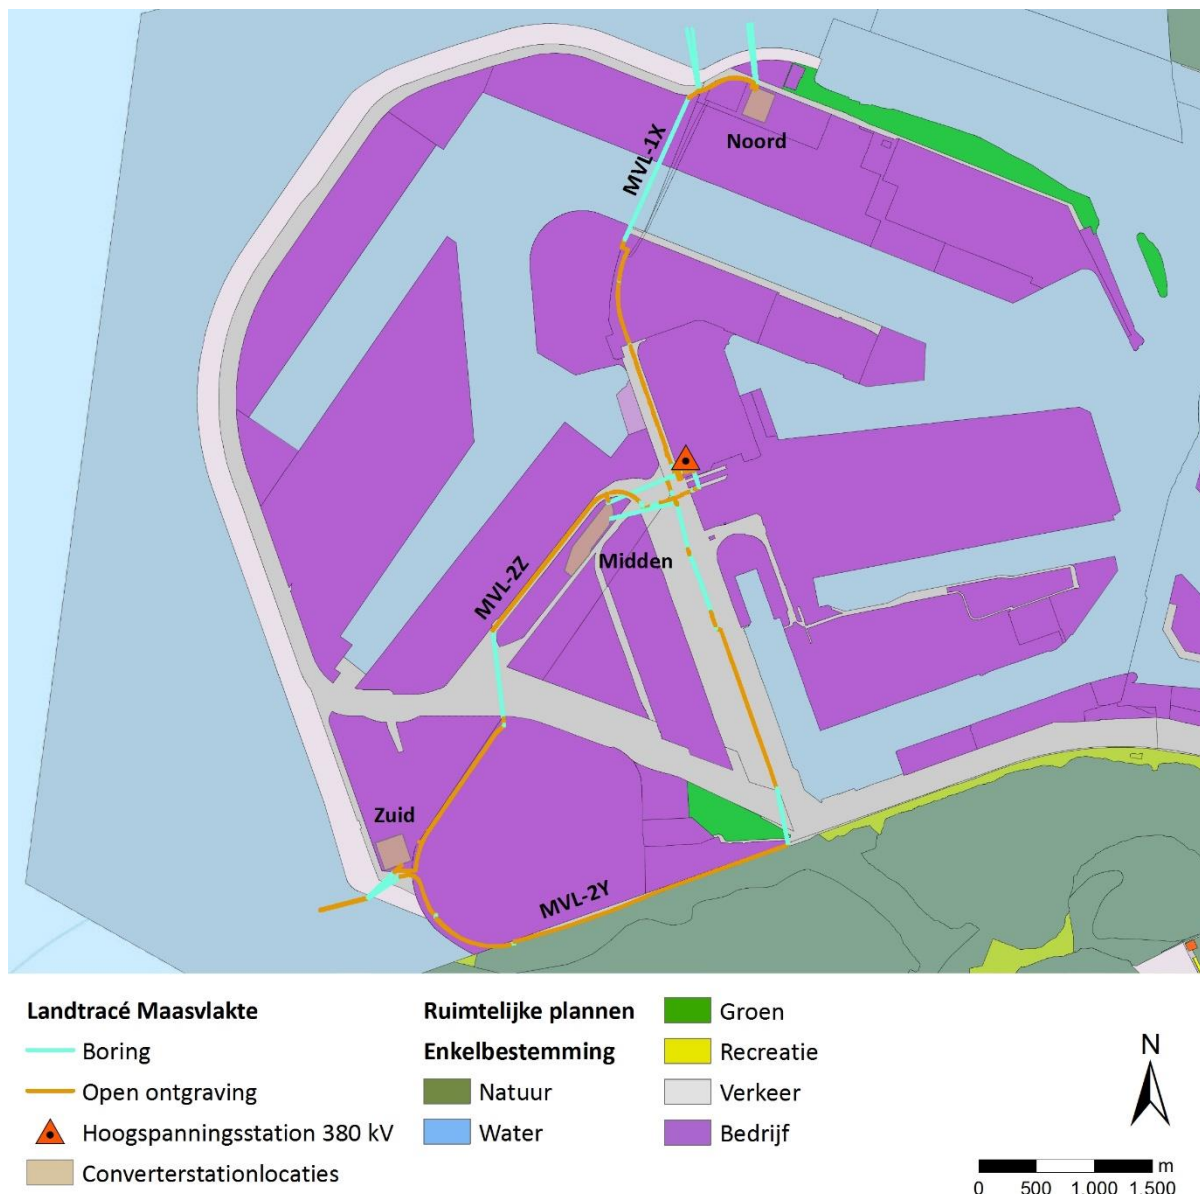 Noord
MVL-1X
Midden
MVL-2Z
Zuid
MVL-2Y
Landtracé Maasvlakte
Boring
Open ontgraving
Hoogspanningsstation 380 kV
Converterstationlocaties
Ruimtelijke plannen
Enkelbestemming
Natuur
Water
Groen
Recreatie
Verkeer
Bedrijf
N
m
0 500 1.000 1.500